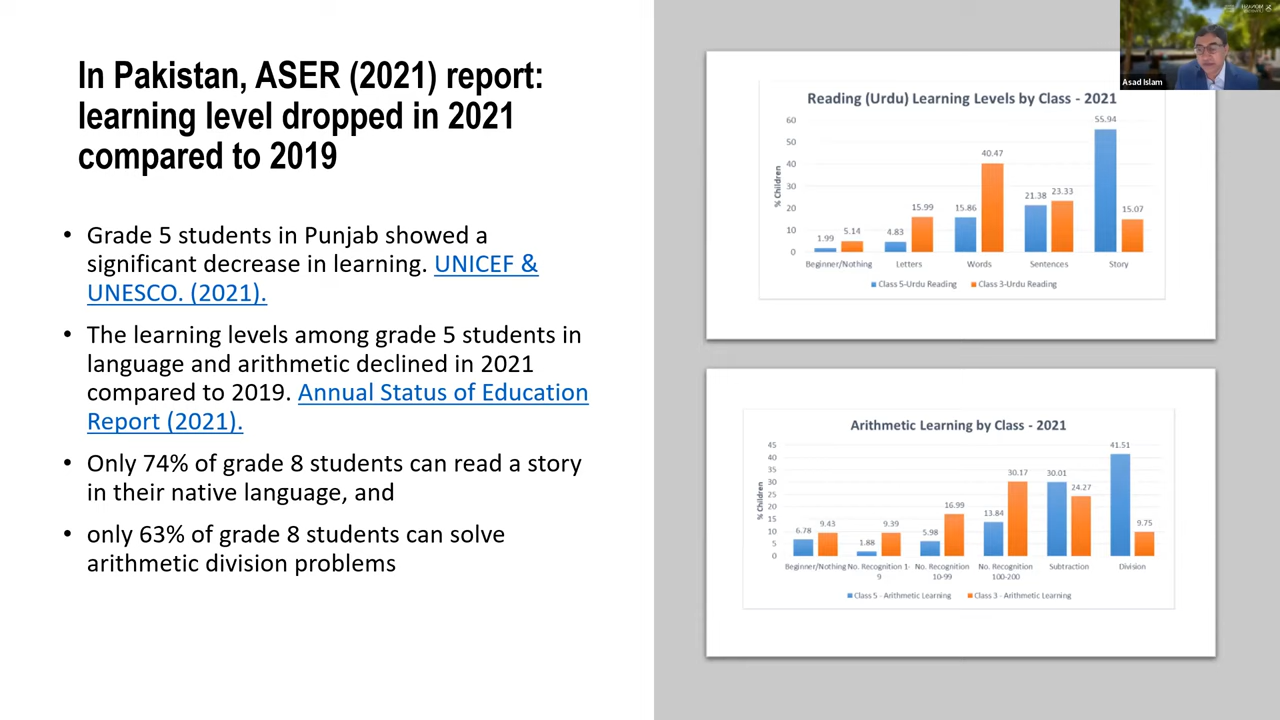 In Pakistan, ASER (2021) report:
learning level dropped in 2021
compared to 2019
• Grade 5 students in Punjab showed a
significant decrease in learning. UNICEF &
UNESCO. (2021).
• The learning levels among grade 5 students in
language and arithmetic declined in 2021
compared to 2019. Annual Status of Education
Report (2021).
• Only 74% of grade 8 students can read a story
in their native language, and
• only 63% of grade 8 students can solve
arithmetic division problems
Asad Islam
Reading (Urdu) Learning Levels by Class - 2021
% Children
60
50
40
30
20
10
0
1.99 5.14 4.83 15.99 15.86 40.47 21.38 23.33 55.94 15.07
Beginner/Nothing Letters Words Sentences Story
Class 5-Urdu Reading Class 3-Urdu Reading
Arithmetic Learning by Class - 2021
% Children
45
40
35
30
25
20
15
10
5
0
6.78 9.43 1.88 9.39 5.98 16.99 13.84 30.17 30.01 24.27 41.51 9.75
Beginner/Nothing No. Recognition 1- No. Recognition No. Recognition Subtraction Division
9 10-99 100-200
Class 5 - Arithmetic Learning Class 3 - Arithmetic Learning